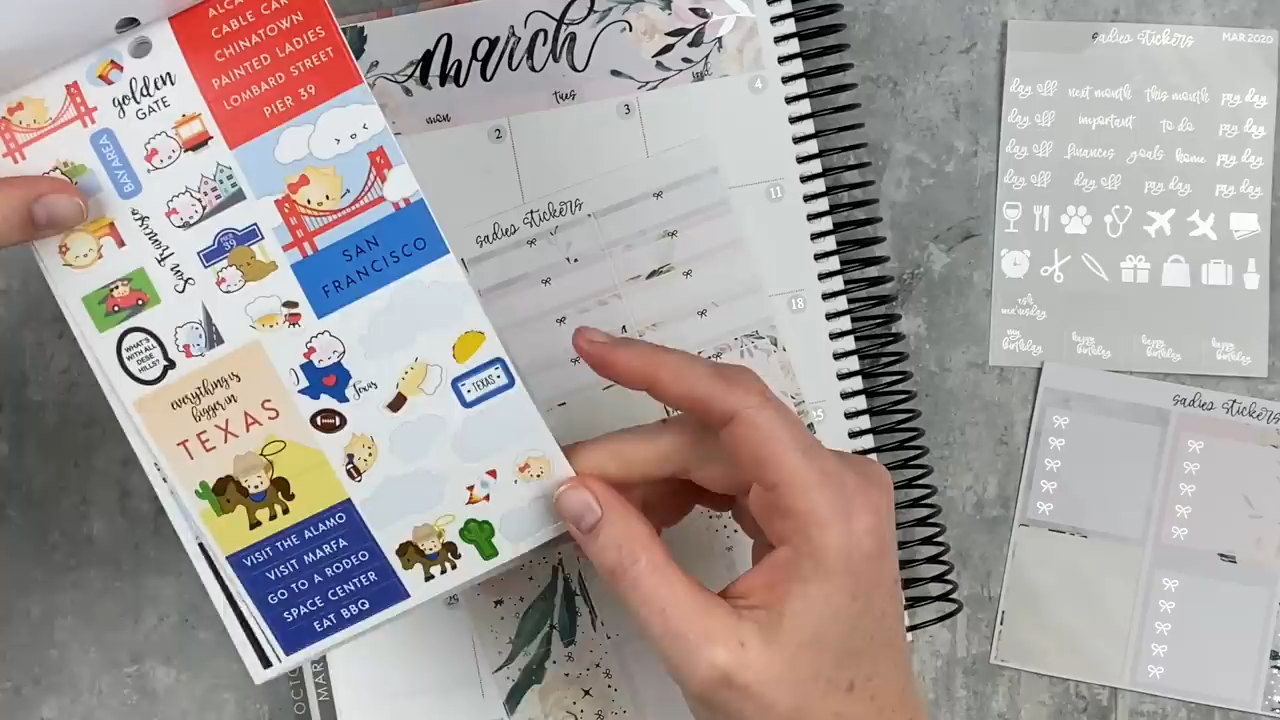 ALCA
CABLE CAR
CHINATOWN
PAINTED LADIES
LOMBARD STREET
PIER 39
golden
GATE
BAY AREA
San Francisco
PIER
39
SAN
FRANCISCO
WHAT'S
WITH ALL
DESE
HILLS?
everything is
bigger in
TEXAS
Texas
TEXAS
VISIT THE ALAMO
VISIT MARFA
GO TO A RODEO
SPACE CENTER
EAT BBQ
OCTO
MAR
march
mon
tues
wed
2
3
4
11
18
25
29
sadies stickers
sadies stickers
MAR 2020
day off next month this month pay day
day off important to do pay day
day off finances goals home pay day
day off day off pay day pay day
happy
birthday
happy
birthday
happy
birthday
sadies stickers